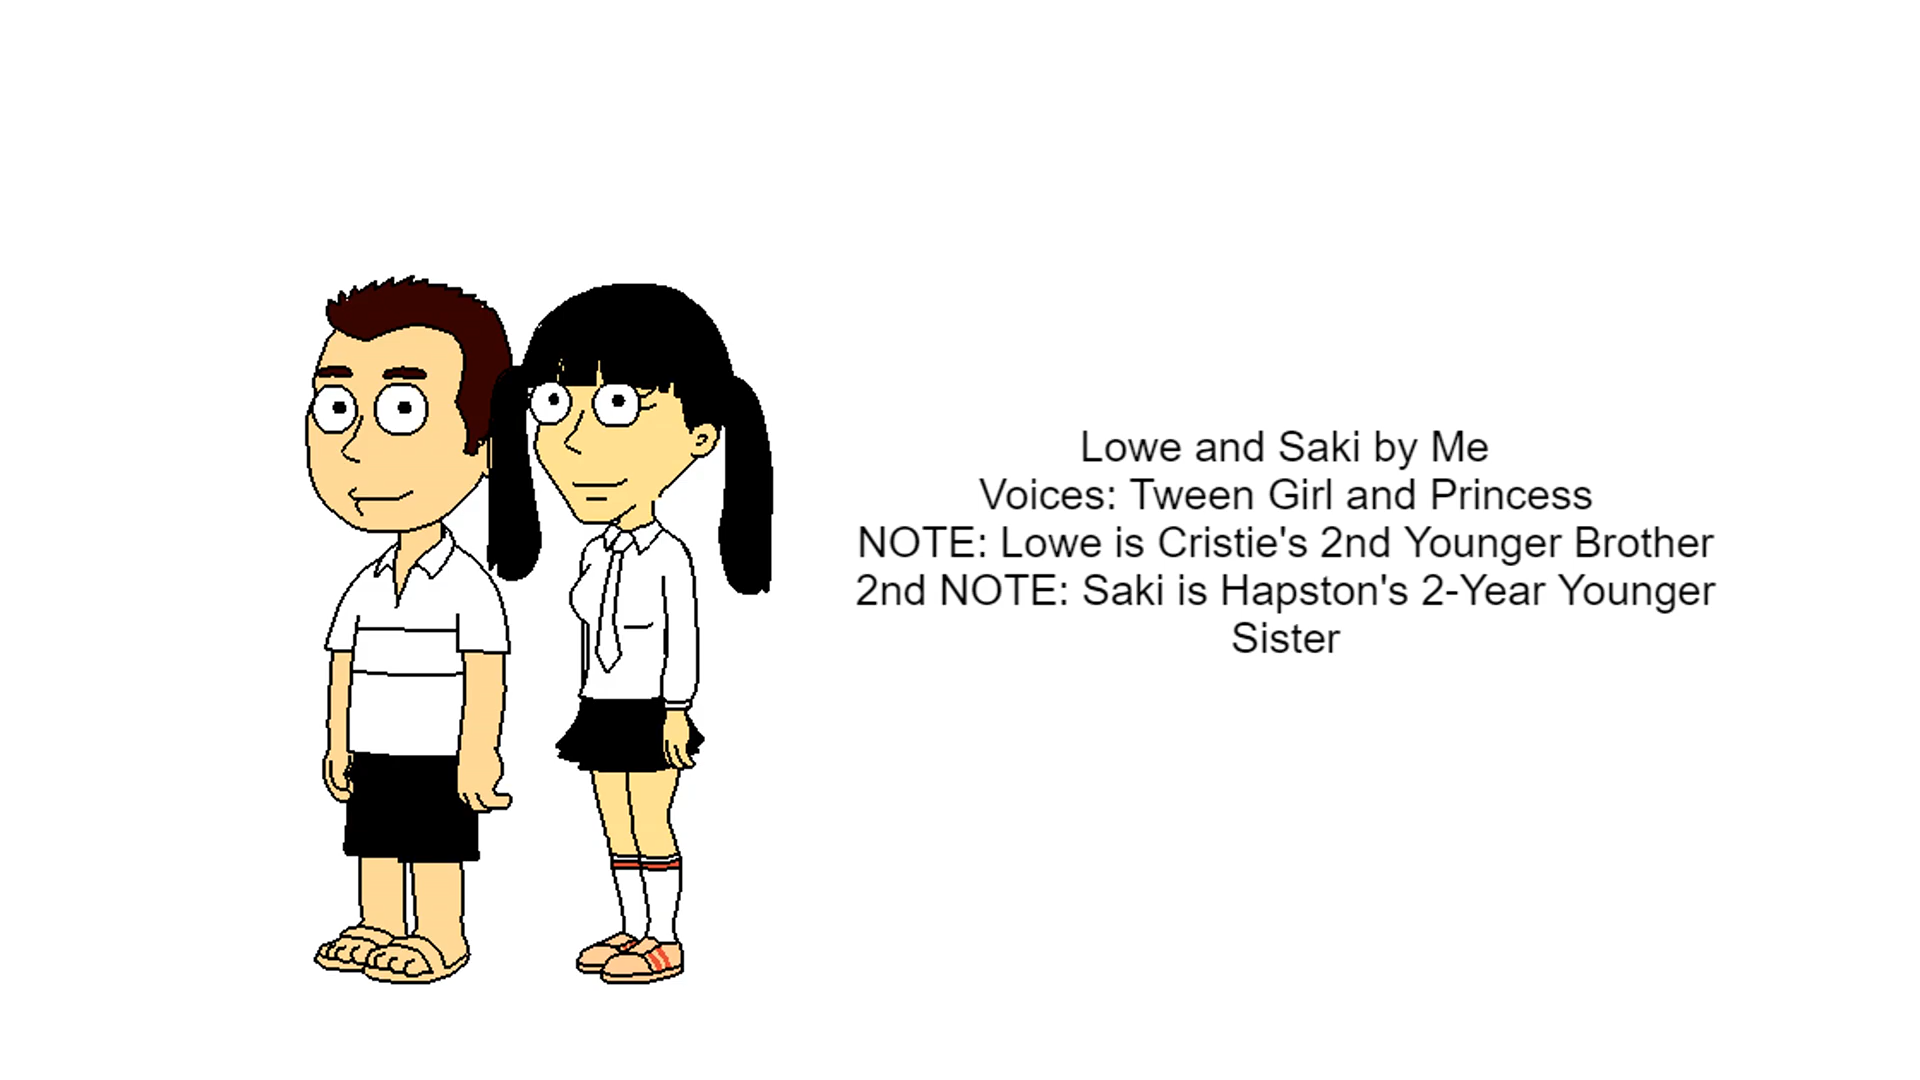 Lowe and Saki by Me
Voices: Tween Girl and Princess
NOTE: Lowe is Cristie's 2nd Younger Brother
2nd NOTE: Saki is Hapston's 2-Year Younger
Sister